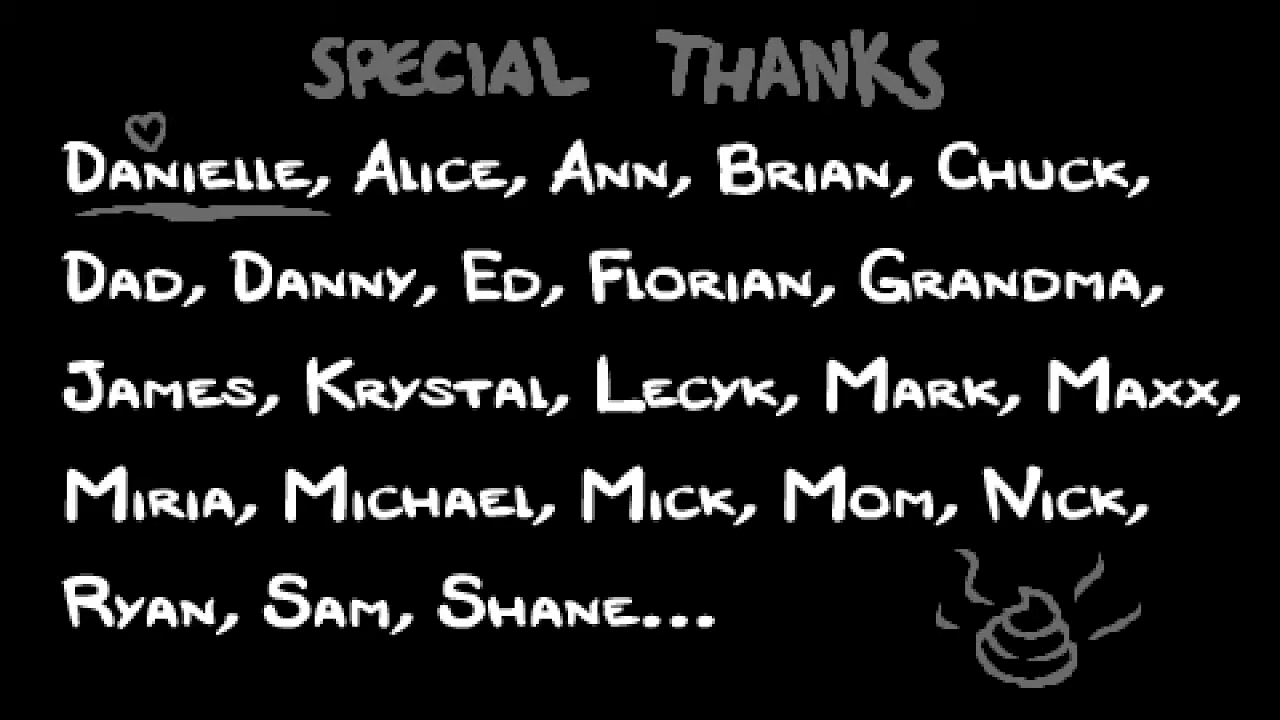 SPECIAL THANKS
Danielle, Alice, Ann, Brian, Chuck,
Dad, Danny, Ed, Florian, Grandma,
James, Krystal, Lecyk, Mark, Maxx,
Miria, Michael, Mick, Mom, Nick,
Ryan, Sam, Shane...